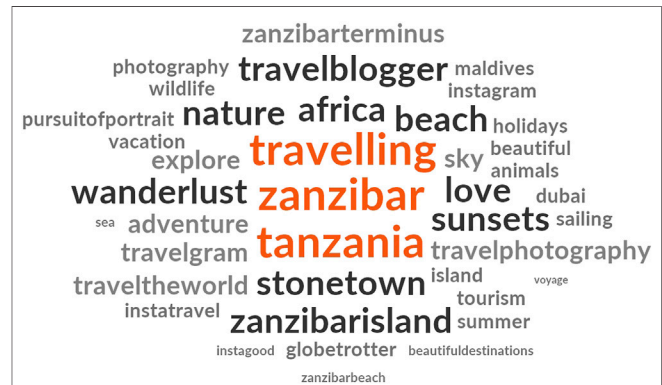 zanzibarterminus
photography travelblogger maldives
wildlife instagram
pursuitofportrait nature africa beach holidays
vacation travelling beautiful
explore sky animals
wanderlust zanzibar love dubai
sea adventure sunsets sailing
travelgram tanzania travelphotography
traveltheworld stonetown island voyage
instatravel tourism
zanzibarisland summer
instagood globetrotter beautifuldestinations
zanzibarbeach